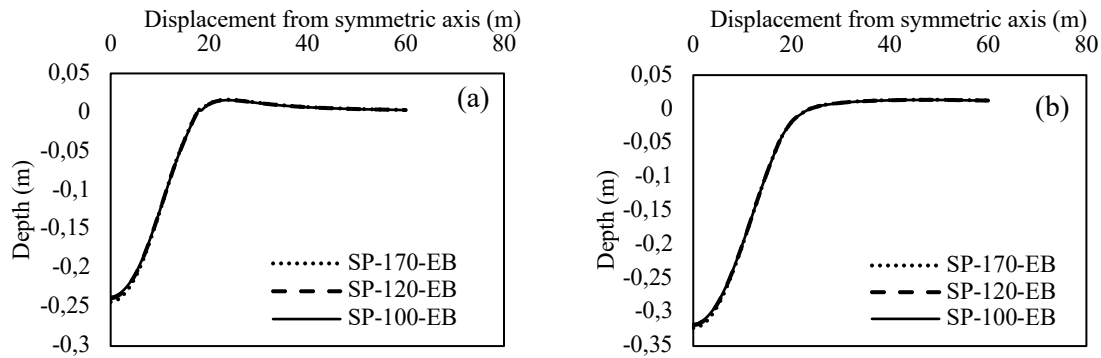 Displacement from symmetric axis (m)
0 20 40 60 80
0,05
0
-0,05
-0,1
-0,15
-0,2
-0,25
-0,3
Depth (m)
(a)
SP-170-EB
SP-120-EB
SP-100-EB
Displacement from symmetric axis (m)
0 20 40 60 80
0,05
0
-0,05
-0,1
-0,15
-0,2
-0,25
-0,3
-0,35
Depth (m)
(b)
SP-170-EB
SP-120-EB
SP-100-EB